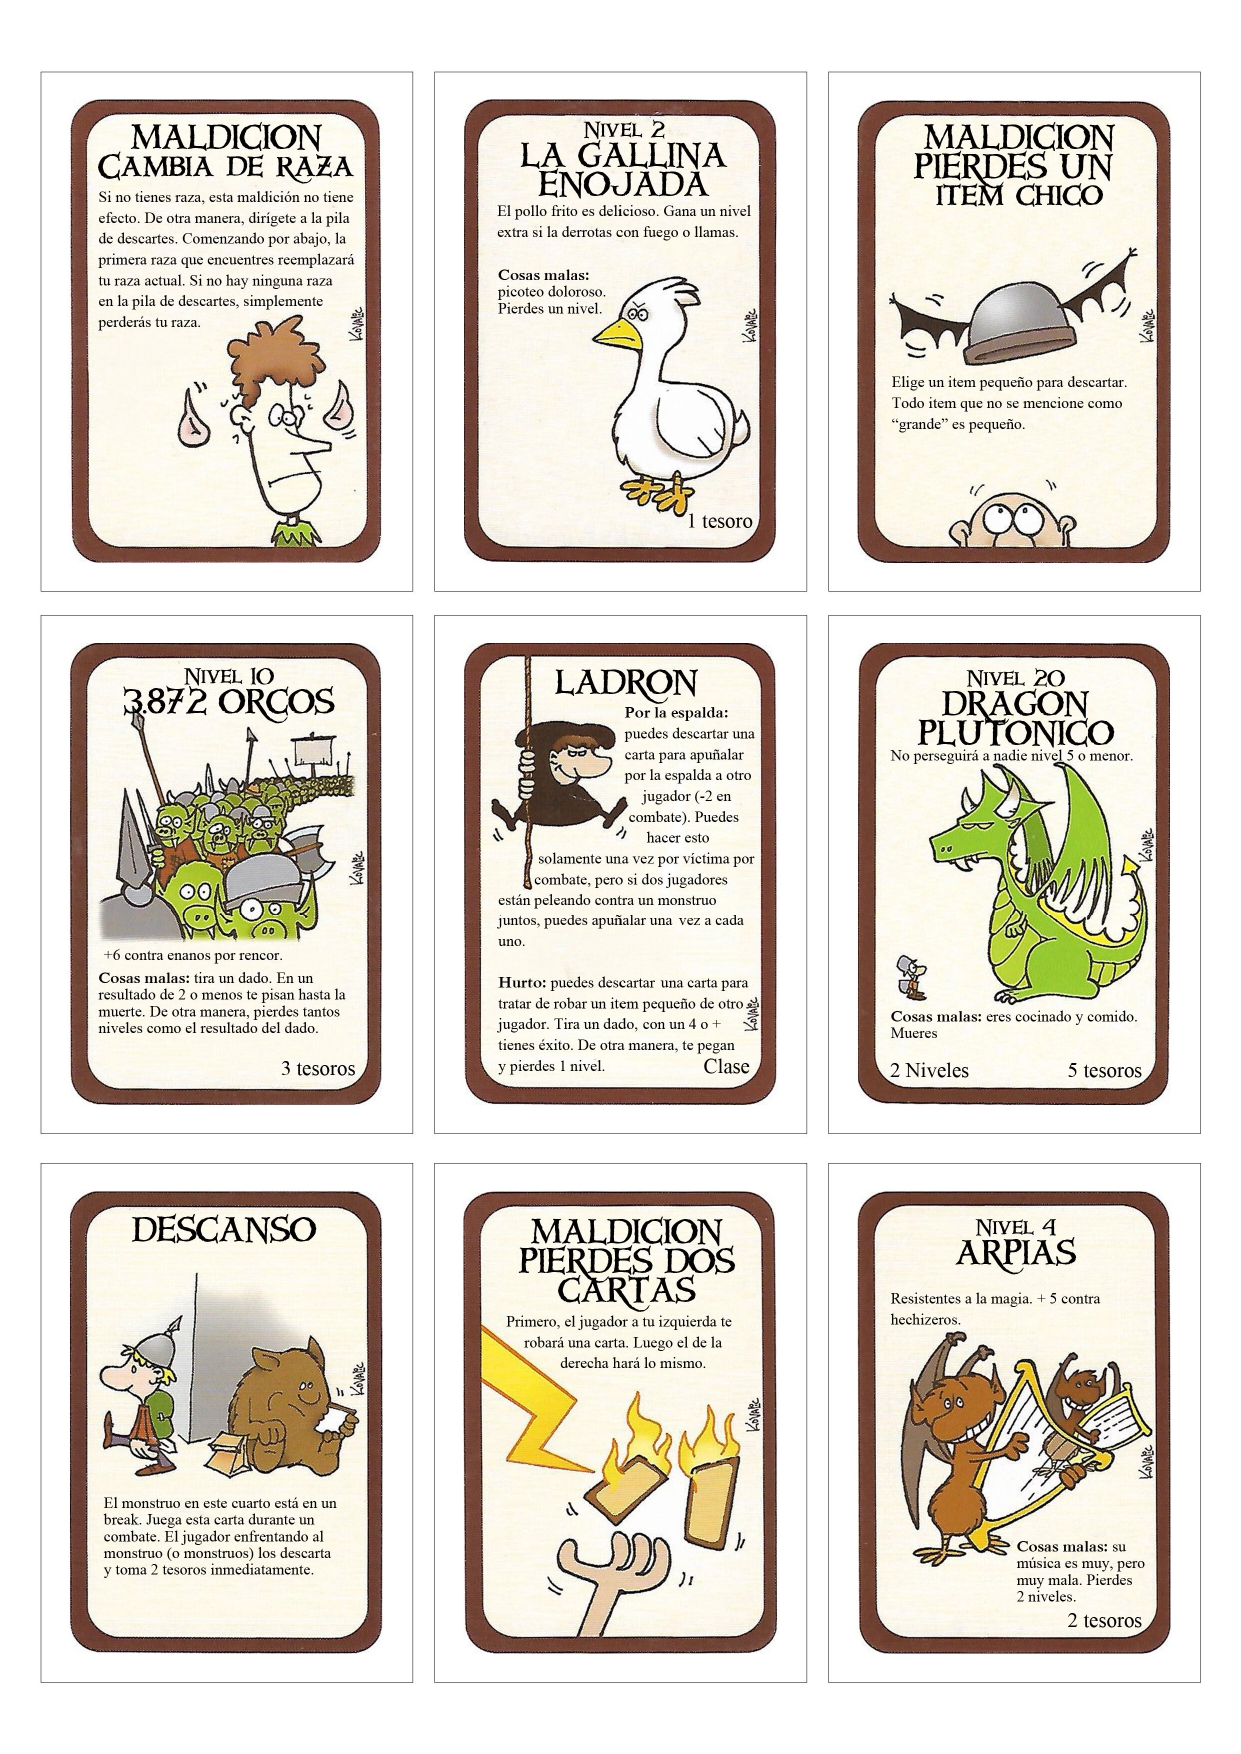 MALDICION
CAMBIA DE RAZA
Si no tienes raza, esta maldición no tiene
efecto. De otra manera, dirígete a la pila
de descartes. Comenzando por abajo, la
primera raza que encuentres reemplazará
tu raza actual. Si no hay ninguna raza
en la pila de descartes, simplemente
perderás tu raza.
KOVALIC
NIVEL 2
LA GALLINA
ENOJADA
El pollo frito es delicioso. Gana un nivel
extra si la derrotas con fuego o llamas.
Cosas malas:
picoteo doloroso.
Pierdes un nivel.
KOVALIC
1 tesoro
MALDICION
PIERDES UN
ITEM CHICO
KOVALIC
Elige un item pequeño para descartar.
Todo item que no se mencione como
“grande” es pequeño.
NIVEL 10
3.872 ORCOS
KOVALIC
+6 contra enanos por rencor.
Cosas malas: tira un dado. En un
resultado de 2 o menos te pisan hasta la
muerte. De otra manera, pierdes tantos
niveles como el resultado del dado.
3 tesoros
LADRON
Por la espalda:
puedes descartar una
carta para apuñalar
por la espalda a otro
jugador (-2 en
combate). Puedes
hacer esto
solamente una vez por víctima por
combate, pero si dos jugadores
están peleando contra un monstruo
juntos, puedes apuñalar una vez a cada
uno.
Hurto: puedes descartar una carta para
tratar de robar un item pequeño de otro
jugador. Tira un dado, con un 4 o +
tienes éxito. De otra manera, te pegan
y pierdes 1 nivel.
KOVALIC
Clase
NIVEL 20
DRAGON
PLUTONICO
No perseguirá a nadie nivel 5 o menor.
KOVALIC
Cosas malas: eres cocinado y comido.
Mueres
2 Niveles
5 tesoros
DESCANSO
KOVALIC
El monstruo en este cuarto está en un
break. Juega esta carta durante un
combate. El jugador enfrentando al
monstruo (o monstruos) los descarta
y toma 2 tesoros inmediatamente.
MALDICION
PIERDES DOS
CARTAS
Primero, el jugador a tu izquierda te
robará una carta. Luego el de la
derecha hará lo mismo.
KOVALIC
NIVEL 4
ARPIAS
Resistentes a la magia. + 5 contra
hechizeros.
KOVALIC
Cosas malas: su
música es muy, pero
muy mala. Pierdes
2 niveles.
2 tesoros